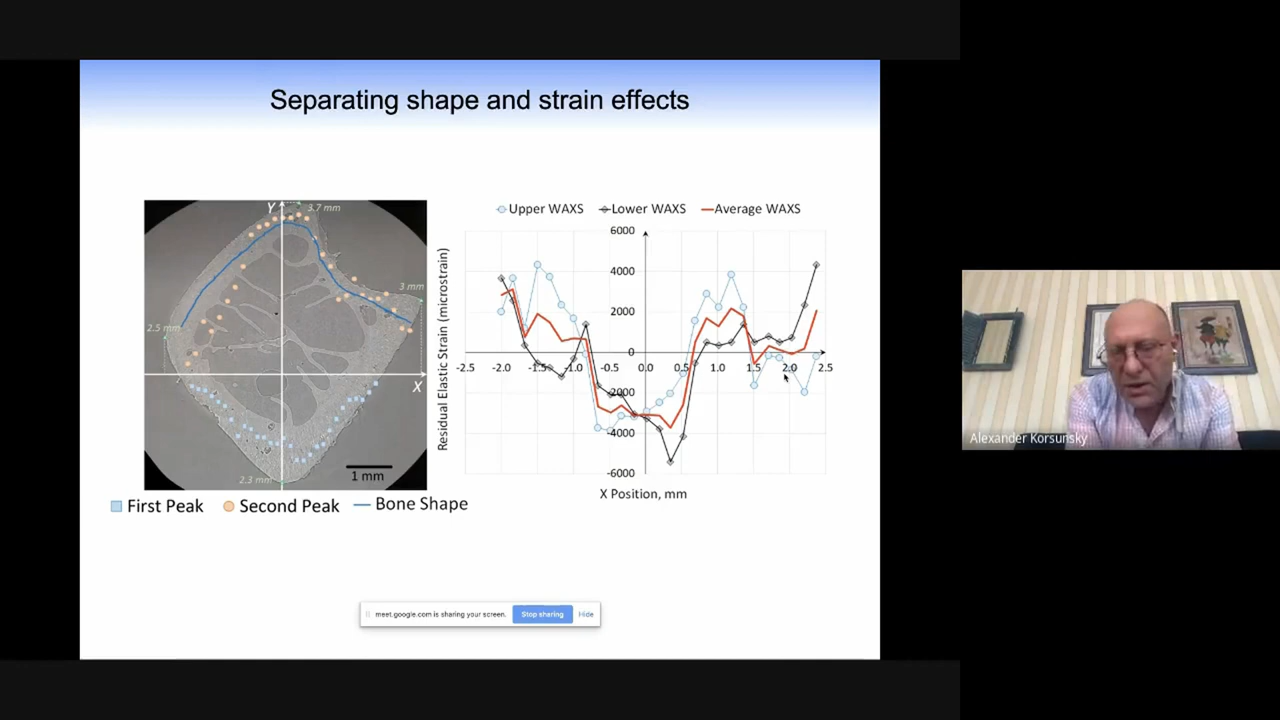 Separating shape and strain effects
Y
3.7 mm
3 mm
2.5 mm
X
2.3 mm
1 mm
First Peak Second Peak Bone Shape
Upper WAXS Lower WAXS Average WAXS
Residual Elastic Strain (microstrain)
6000
4000
2000
0
-2000
-4000
-6000
-2.5 -2.0 -1.5 -1.0 -0.5 0.0 0.5 1.0 1.5 2.0 2.5
X Position, mm
meet.google.com is sharing your screen. Stop sharing Hide
Alexander Korsunsky